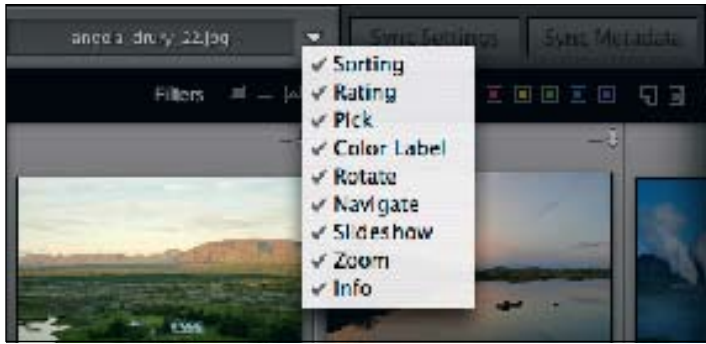 Sync Settings Sync Metadata
Sorting
Filters
Rating
Pick
Color Label
Rotate
Navigate
Slideshow
Zoom
Info